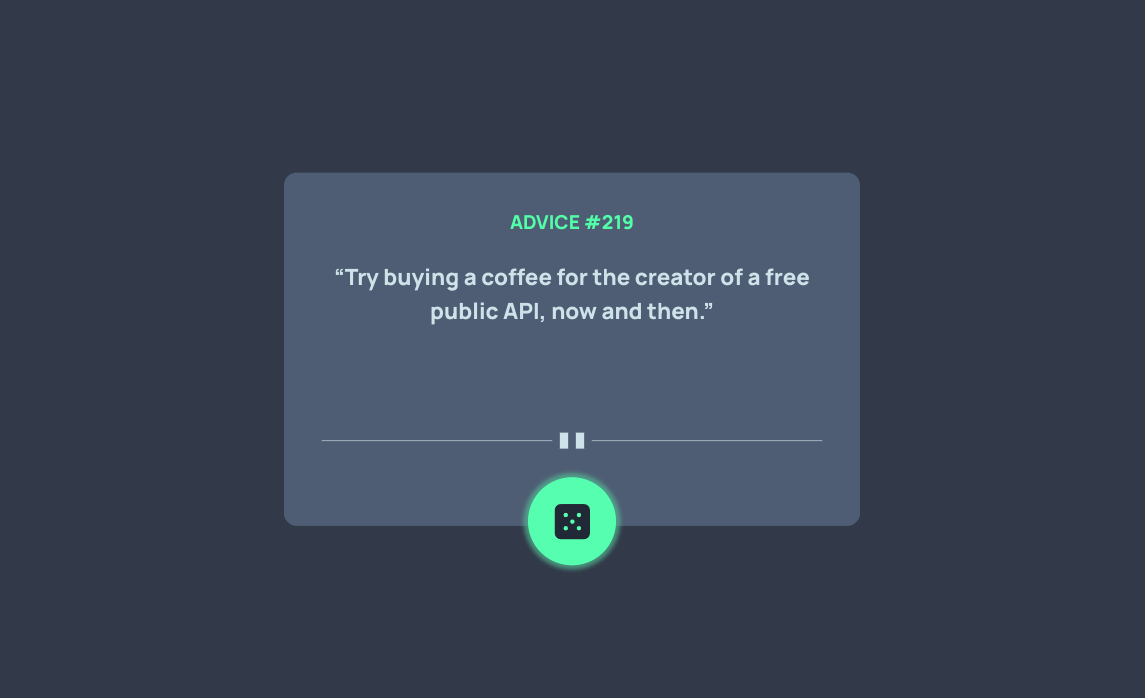 ADVICE #219
“Try buying a coffee for the creator of a free
public API, now and then.”